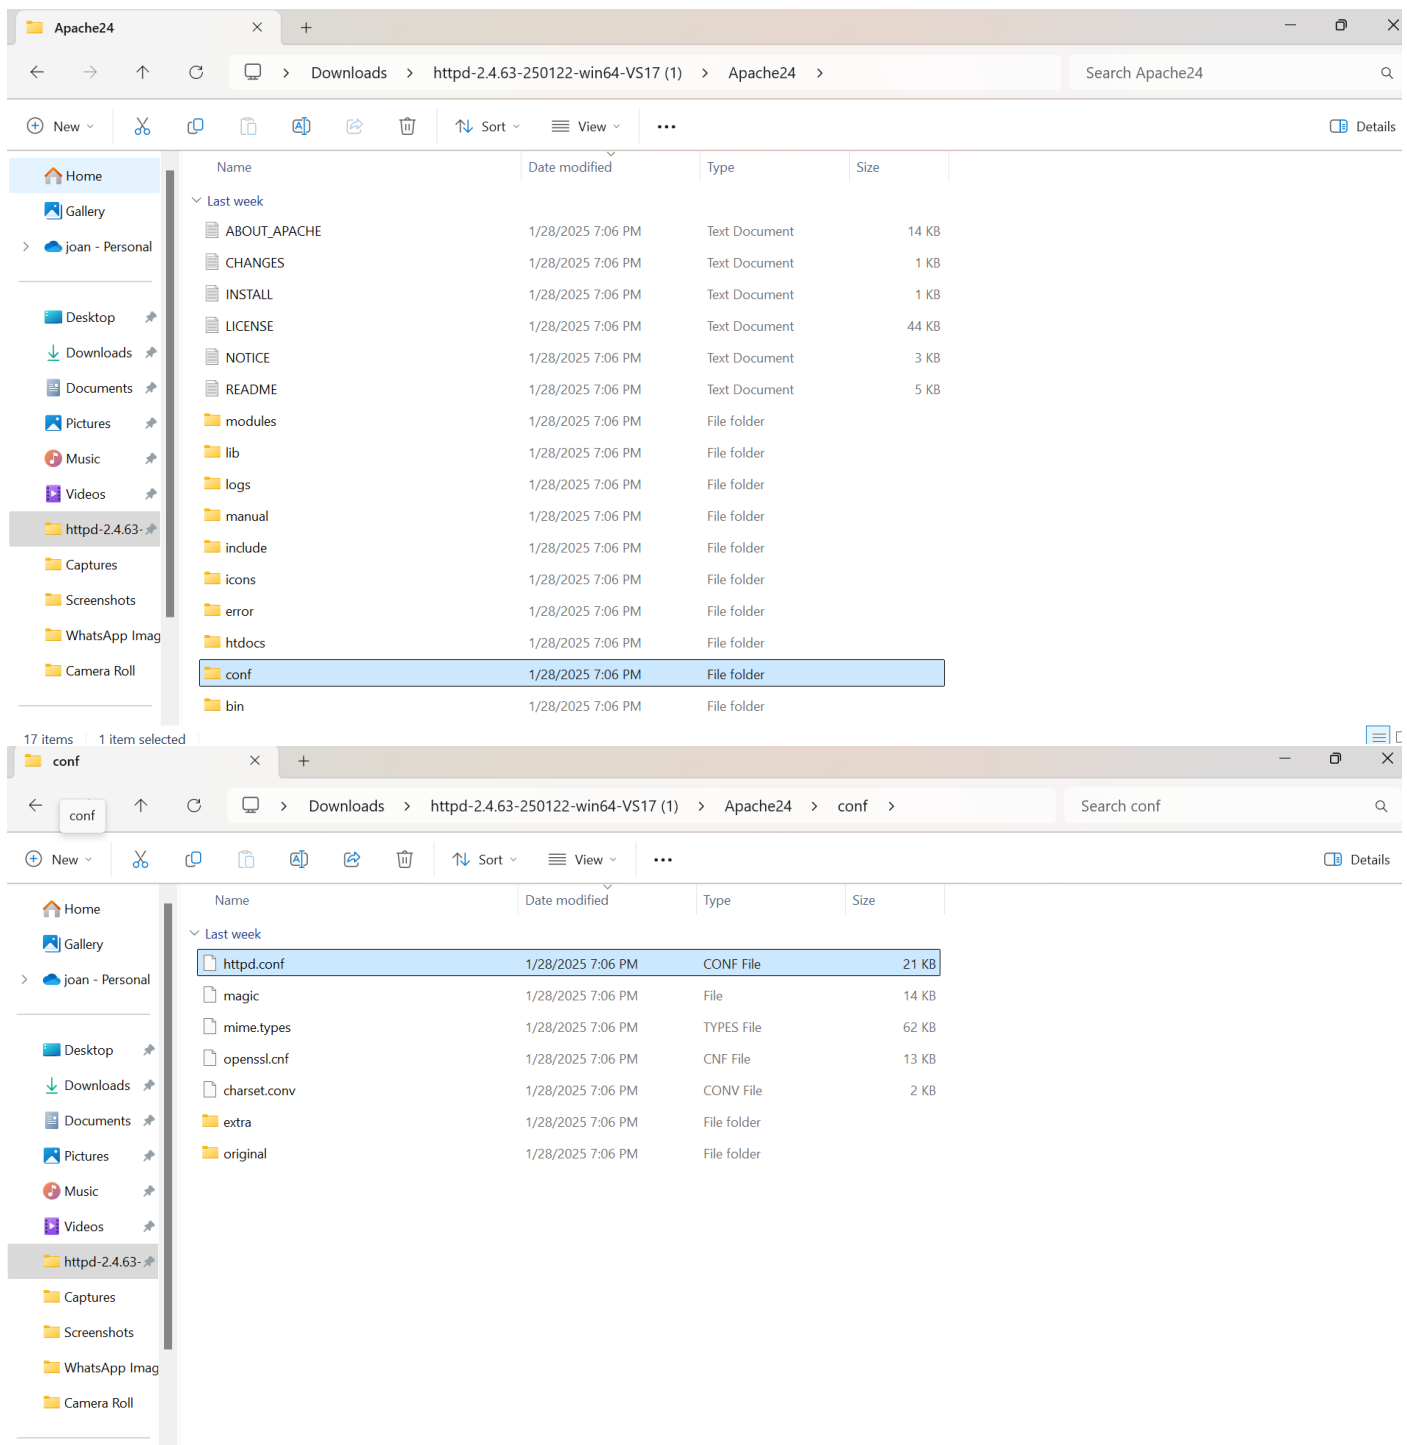 Apache24
Downloads > httpd-2.4.63-250122-win64-VS17 (1) > Apache24 >
Search Apache24
New
Sort
View
Details
Name Date modified Type Size
Home
Gallery
joan - Personal
Desktop
Downloads
Documents
Pictures
Music
Videos
httpd-2.4.63-
Captures
Screenshots
WhatsApp Imag
Camera Roll
Last week
ABOUT_APACHE 1/28/2025 7:06 PM Text Document 14 KB
CHANGES 1/28/2025 7:06 PM Text Document 1 KB
INSTALL 1/28/2025 7:06 PM Text Document 1 KB
LICENSE 1/28/2025 7:06 PM Text Document 44 KB
NOTICE 1/28/2025 7:06 PM Text Document 3 KB
README 1/28/2025 7:06 PM Text Document 5 KB
modules 1/28/2025 7:06 PM File folder
lib 1/28/2025 7:06 PM File folder
logs 1/28/2025 7:06 PM File folder
manual 1/28/2025 7:06 PM File folder
include 1/28/2025 7:06 PM File folder
icons 1/28/2025 7:06 PM File folder
error 1/28/2025 7:06 PM File folder
htdocs 1/28/2025 7:06 PM File folder
conf 1/28/2025 7:06 PM File folder
bin 1/28/2025 7:06 PM File folder
17 items 1 item selected
conf
conf
Downloads > httpd-2.4.63-250122-win64-VS17 (1) > Apache24 > conf >
Search conf
New
Sort
View
Details
Name Date modified Type Size
Home
Gallery
joan - Personal
Desktop
Downloads
Documents
Pictures
Music
Videos
httpd-2.4.63-
Captures
Screenshots
WhatsApp Imag
Camera Roll
Last week
httpd.conf 1/28/2025 7:06 PM CONF File 21 KB
magic 1/28/2025 7:06 PM File 14 KB
mime.types 1/28/2025 7:06 PM TYPES File 62 KB
openssl.cnf 1/28/2025 7:06 PM CNF File 13 KB
charset.conv 1/28/2025 7:06 PM CONV File 2 KB
extra 1/28/2025 7:06 PM File folder
original 1/28/2025 7:06 PM File folder